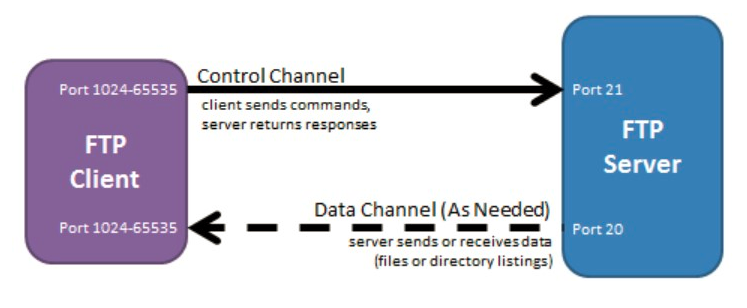 Control Channel
Port 1024-65535
Port 21
client sends commands,
server returns responses
FTP
Client
FTP
Server
Data Channel (As Needed)
Port 1024-65535
Port 20
server sends or receives data
(files or directory listings)